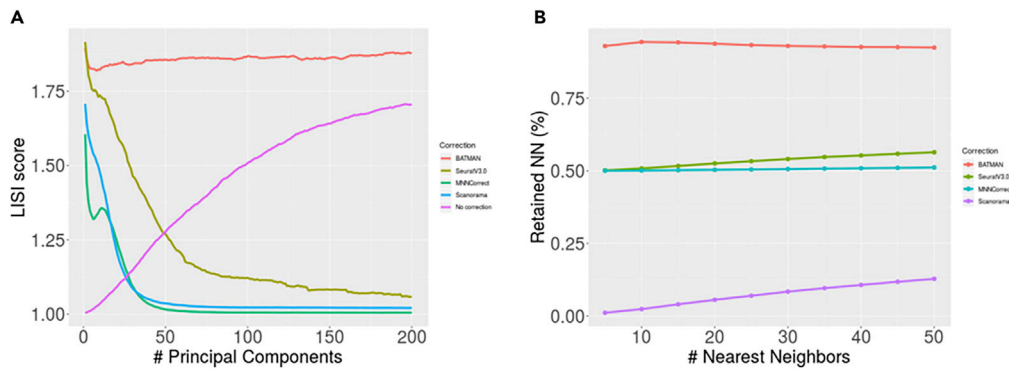 A
LISI score
1.75
1.50
1.25
1.00
0
50
100
150
200
# Principal Components
Correction
BATMAN
SeuratV3.0
MNNCorrect
Scanorama
No correction
B
Retained NN (%)
0.75
0.50
0.25
0.00
10
20
30
40
50
# Nearest Neighbors
Correction
BATMAN
SeuratV3.0
MNNCorrect
Scanorama